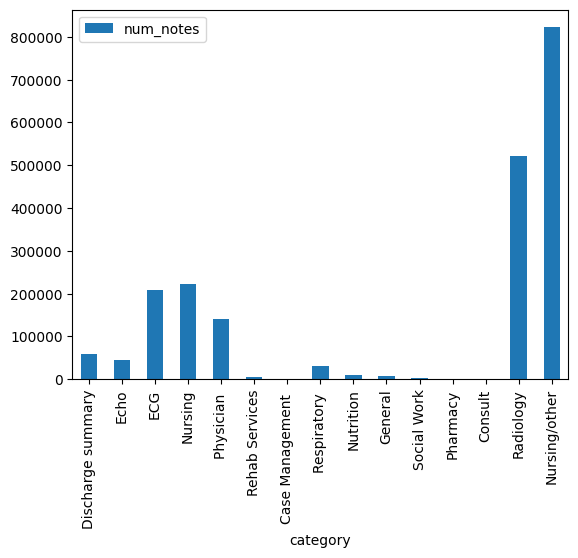 num_notes
800000
700000
600000
500000
400000
300000
200000
100000
0
Discharge summary
Echo
ECG
Nursing
Physician
Rehab Services
Case Management
Respiratory
Nutrition
General
Social Work
Pharmacy
Consult
Radiology
Nursing/other
category